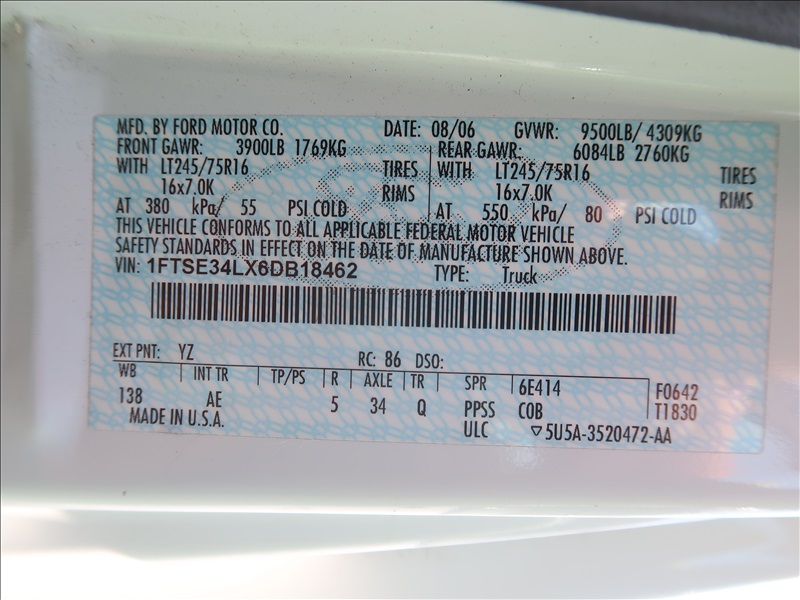 MFD. BY FORD MOTOR CO. DATE: 08/06 GVWR: 9500LB/ 4309KG
FRONT GAWR: 3900LB 1769KG REAR GAWR: 6084LB 2760KG
WITH LT245/75R16 TIRES WITH LT245/75R16 TIRES
16x7.0K RIMS 16x7.0K RIMS
AT 380 kPa/ 55 PSI COLD AT 550 kPa/ 80 PSI COLD
THIS VEHICLE CONFORMS TO ALL APPLICABLE FEDERAL MOTOR VEHICLE
SAFETY STANDARDS IN EFFECT ON THE DATE OF MANUFACTURE SHOWN ABOVE.
VIN: 1FTSE34LX6DB18462 TYPE: Truck
EXT PNT: YZ RC: 86 DSO:
WB INT TR TP/PS R AXLE TR SPR 6E414 F0642
138 AE 5 34 Q PPSS COB T1830
MADE IN U.S.A. ULC ▽5U5A-3520472-AA